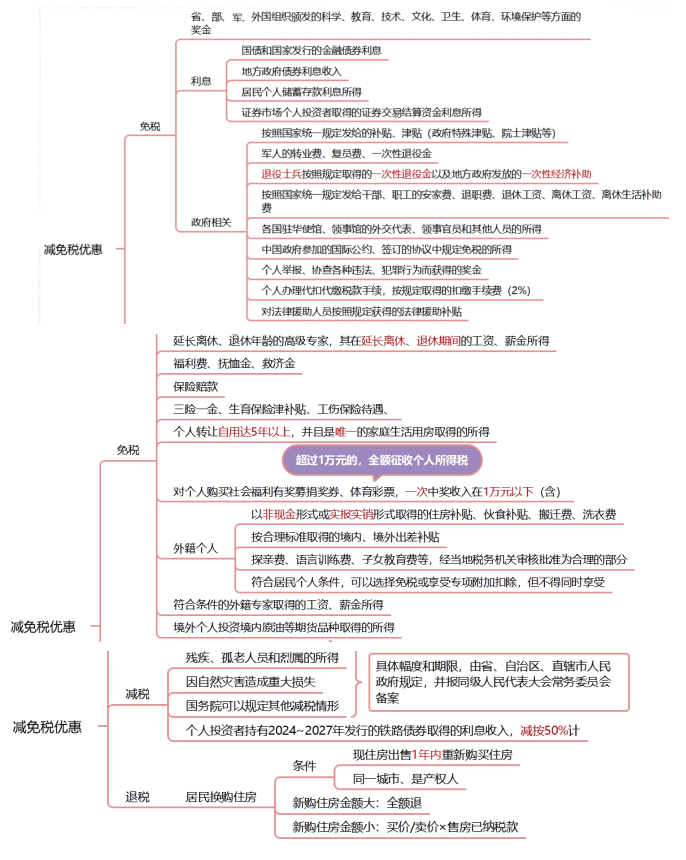 省、部、军，外国组织颁发的科学、教育、技术、文化、卫生、体育、环境保护等方面的
奖金
国债和国家发行的金融债券利息
地方政府债券利息收入
利息
居民个人储蓄存款利息所得
证券市场个人投资者取得的证券交易结算资金利息所得
免税
按照国家统一规定发给的补贴、津贴（政府特殊津贴、院士津贴等）
军人的转业费、复员费、一次性退役金
退役士兵按照规定取得的一次性退役金以及地方政府发放的一次性经济补助
按照国家统一规定发给干部、职工的安家费、退职费、退休工资、离休工资、离休生活补助
费
政府相关
各国驻华使馆、领事馆的外交代表、领事官员和其他人员的所得
减免税优惠
中国政府参加的国际公约、签订的协议中规定免税的所得
个人举报、协查各种违法、犯罪行为而获得的奖金
个人办理代扣代缴税款手续，按规定取得的扣缴手续费（2%）
对法律援助人员按照规定获得的法律援助补贴
延长离休、退休年龄的高级专家，其在延长离休、退休期间的工资、薪金所得
福利费、抚恤金、救济金
保险赔款
三险一金、生育保险津补贴、工伤保险待遇、
个人转让自用达5年以上，并且是唯一的家庭生活用房取得的所得
免税
超过1万元的，全额征收个人所得税
对个人购买社会福利有奖募捐奖券、体育彩票，一次中奖收入在1万元以下（含）
以非现金形式或实报实销形式取得的住房补贴、伙食补贴、搬迁费、洗衣费
按合理标准取得的境内、境外出差补贴
外籍个人
探亲费、语言训练费、子女教育费等，经当地税务机关审核批准为合理的部分
符合居民个人条件，可以选择免税或享受专项附加扣除，但不得同时享受
符合条件的外籍专家取得的工资、薪金所得
减免税优惠
境外个人投资境内原油等期货品种取得的所得
残疾、孤老人员和烈属的所得
因自然灾害造成重大损失
国务院可以规定其他减税情形
具体幅度和期限，由省、自治区、直辖市人民
政府规定，并报同级人民代表大会常务委员会
备案
减税
个人投资者持有2024~2027年发行的铁路债券取得的利息收入，减按50%计
减免税优惠
现住房出售1年内重新购买住房
条件
同一城市、是产权人
退税
居民换购住房
新购住房金额大：全额退
新购住房金额小：买价/卖价×售房已纳税款